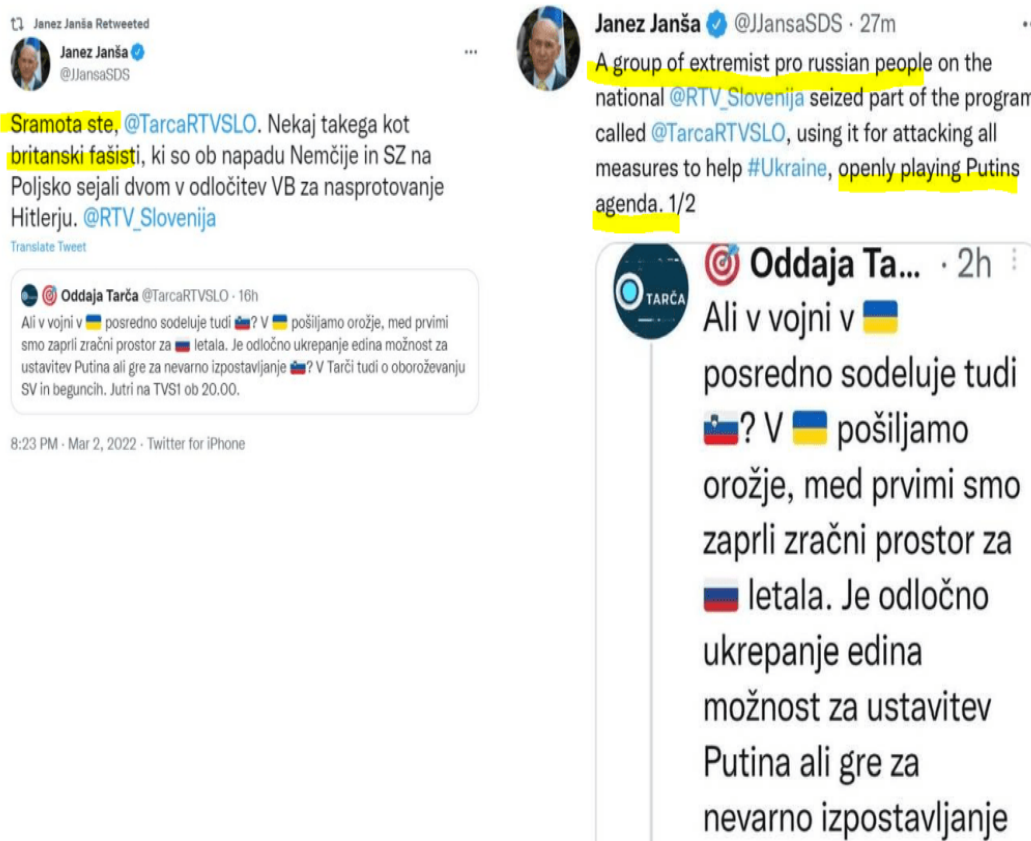 Janez Janša Retweeted
Janez Janša
@JJansaSDS
Sramota ste, @TarcaRTVSLO. Nekaj takega kot
britanski fašisti, ki so ob napadu Nemčije in SZ na
Poljsko sejali dvom v odločitev VB za nasprotovanje
Hitlerju. @RTV_Slovenija
Translate Tweet
Oddaja Tarča @TarcaRTVSLO · 16h
Ali v vojni v 🇺🇦 posredno sodeluje tudi 🇸🇮? V 🇺🇦 pošiljamo orožje, med prvimi
smo zaprli zračni prostor za 🇷🇺 letala. Je odločno ukrepanje edina možnost za
ustavitev Putina ali gre za nevarno izpostavljanje 🇸🇮? V Tarči tudi o oboroževanju
SV in beguncih. Jutri na TVS1 ob 20.00.
8:23 PM · Mar 2, 2022 · Twitter for iPhone
Janez Janša @JJansaSDS · 27m
A group of extremist pro russian people on the
national @RTV_Slovenija seized part of the program
called @TarcaRTVSLO, using it for attacking all
measures to help #Ukraine, openly playing Putins
agenda. 1/2
TARČA
Oddaja Ta... · 2h
Ali v vojni v 🇺🇦
posredno sodeluje tudi
🇸🇮? V 🇺🇦 pošiljamo
orožje, med prvimi smo
zaprli zračni prostor za
🇷🇺 letala. Je odločno
ukrepanje edina
možnost za ustavitev
Putina ali gre za
nevarno izpostavljanje